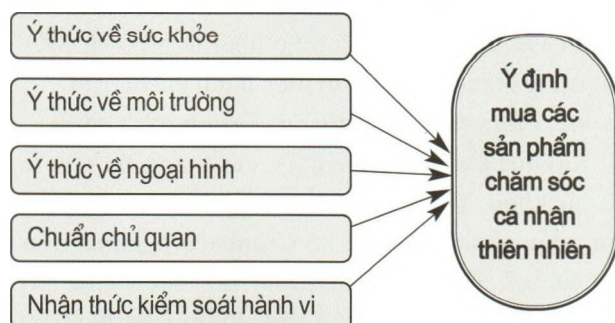 Ý thức về sức khỏe
Ý thức về môi trường
Ý thức về ngoại hình
Chuẩn chủ quan
Nhận thức kiểm soát hành vi
Ý định
mua các
sản phẩm
chăm sóc
cá nhân
thiên nhiên